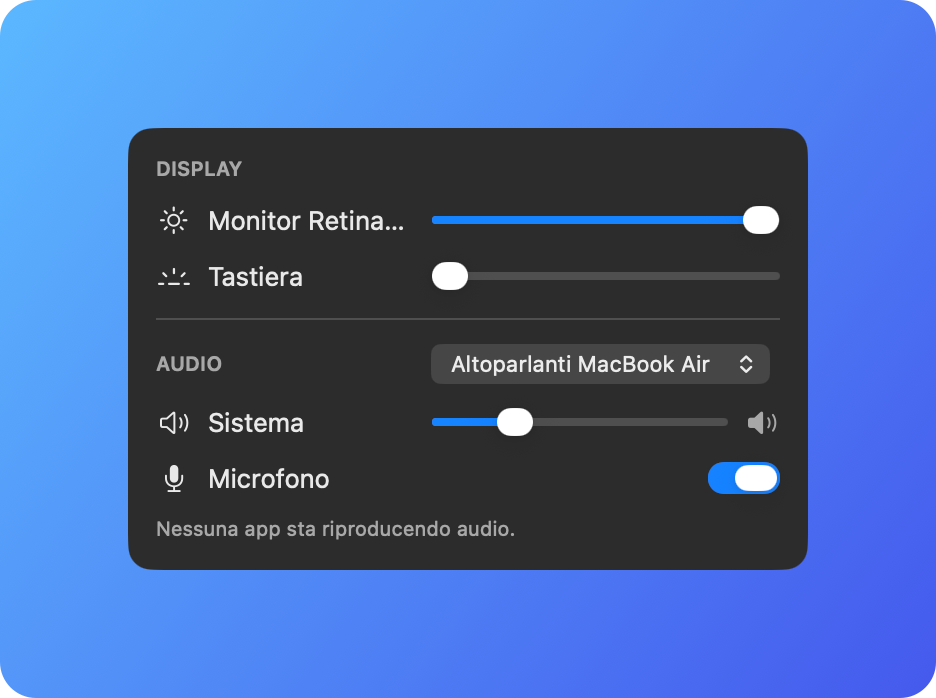 DISPLAY
Monitor Retina...
Tastiera
AUDIO
Altoparlanti MacBook Air
Sistema
Microfono
Nessuna app sta riproducendo audio.